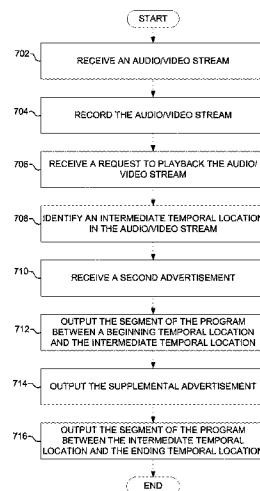 START
702
RECEIVE AN AUDIO/VIDEO STREAM
704
RECORD THE AUDIO/VIDEO STREAM
706
RECEIVE A REQUEST TO PLAYBACK THE AUDIO/
VIDEO STREAM
708
IDENTIFY AN INTERMEDIATE TEMPORAL LOCATION
IN THE AUDIO/VIDEO STREAM
710
RECEIVE A SECOND ADVERTISEMENT
712
OUTPUT THE SEGMENT OF THE PROGRAM
BETWEEN A BEGINNING TEMPORAL LOCATION
AND THE INTERMEDIATE TEMPORAL LOCATION
714
OUTPUT THE SUPPLEMENTAL ADVERTISEMENT
716
OUTPUT THE SEGMENT OF THE PROGRAM
BETWEEN THE INTERMEDIATE TEMPORAL
LOCATION AND THE ENDING TEMPORAL LOCATION
END